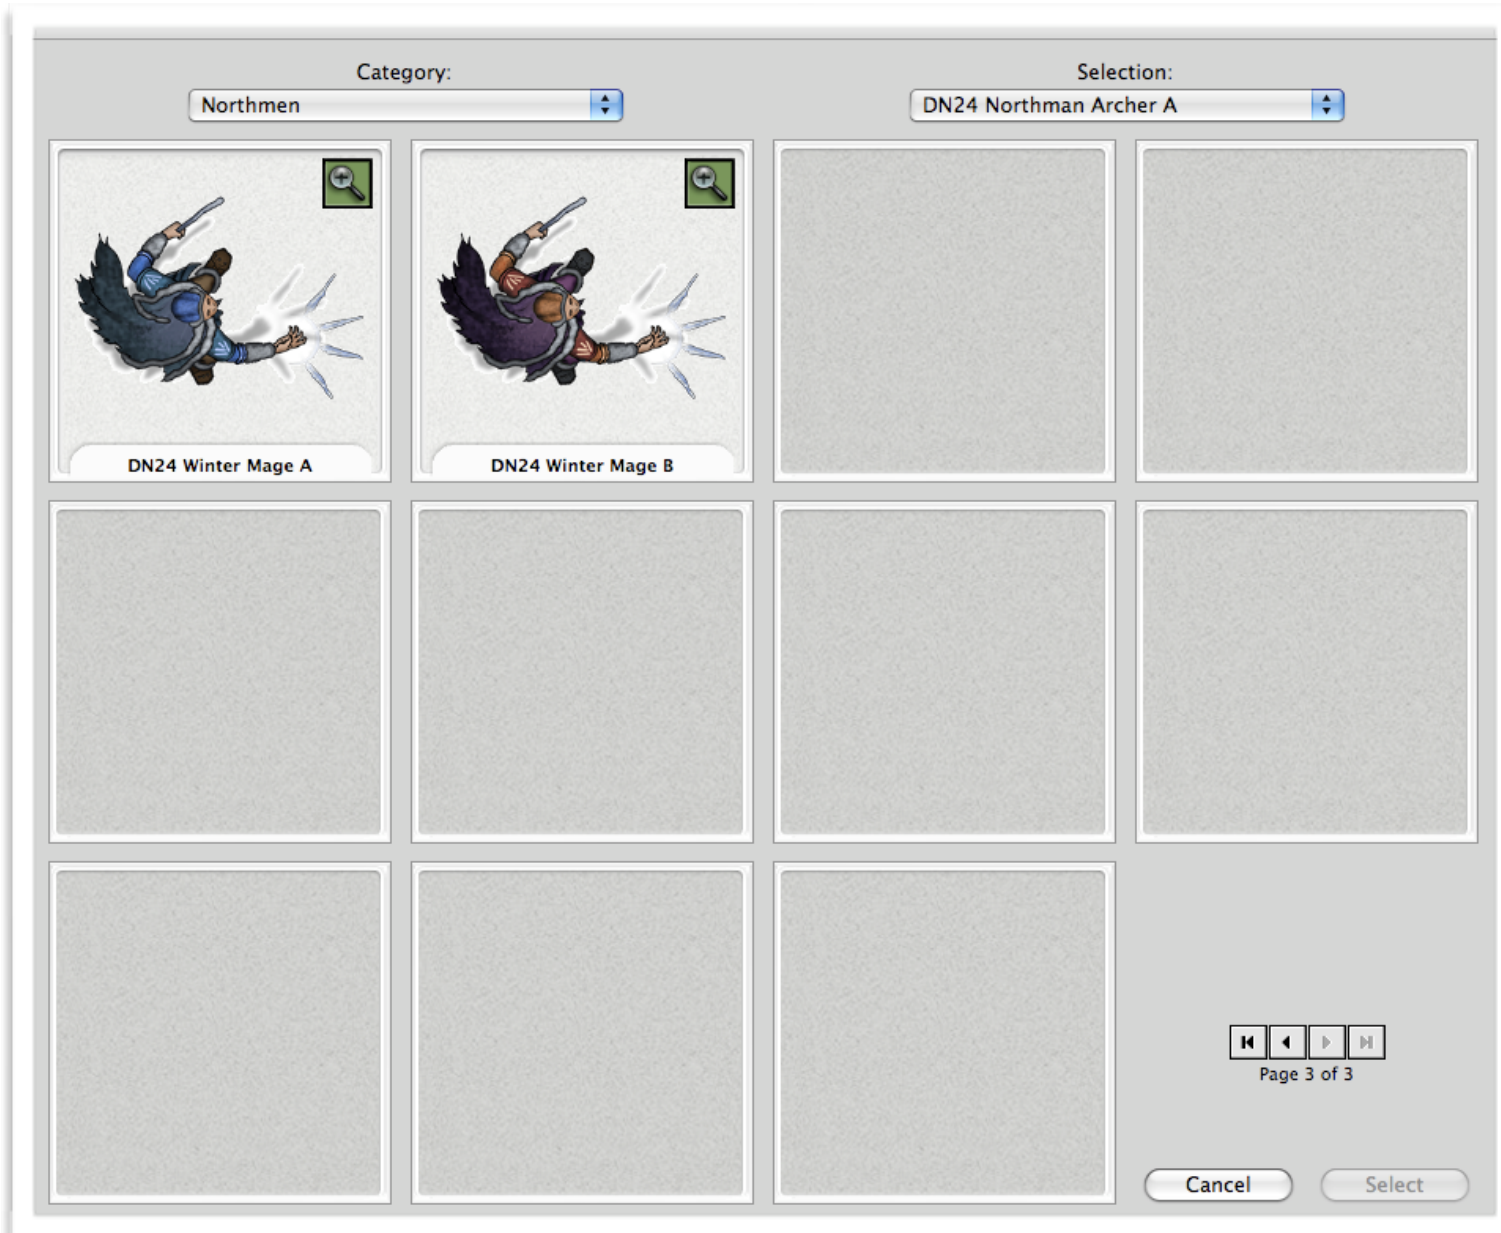 Category:
Selection:
Northmen
DN24 Northman Archer A
DN24 Winter Mage A
DN24 Winter Mage B
Page 3 of 3
Cancel
Select